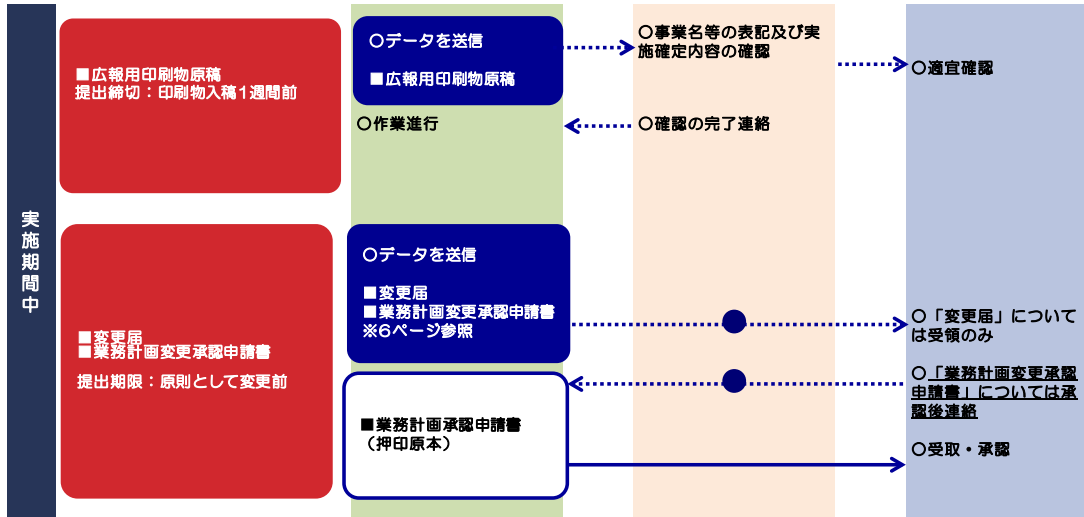 実施期間中
■広報用印刷物原稿
提出締切：印刷物入稿1週間前
〇データを送信
■広報用印刷物原稿
〇事業名等の表記及び実
施確定内容の確認
〇適宜確認
〇作業進行
〇確認の完了連絡
■変更届
■業務計画変更承認申請書
提出期限：原則として変更前
〇データを送信
■変更届
■業務計画変更承認申請書
※6ページ参照
〇「変更届」について
は受領のみ
〇「業務計画変更承認
申請書」については承
認後連絡
■業務計画承認申請書
（押印原本）
〇受取・承認